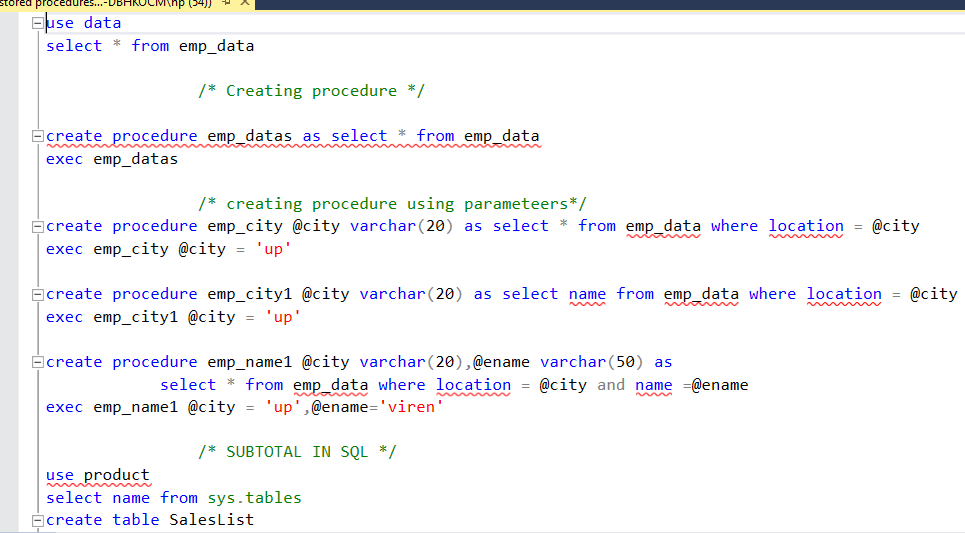 stored procedures...-DBHKOCM\hp (54))
use data
select * from emp_data
/* Creating procedure */
create procedure emp_datas as select * from emp_data
exec emp_datas
/* creating procedure using parameteers*/
create procedure emp_city @city varchar(20) as select * from emp_data where location = @city
exec emp_city @city = 'up'
create procedure emp_city1 @city varchar(20) as select name from emp_data where location = @city
exec emp_city1 @city = 'up'
create procedure emp_name1 @city varchar(20),@ename varchar(50) as
select * from emp_data where location = @city and name =@ename
exec emp_name1 @city = 'up',@ename='viren'
/* SUBTOTAL IN SQL */
use product
select name from sys.tables
create table SalesList